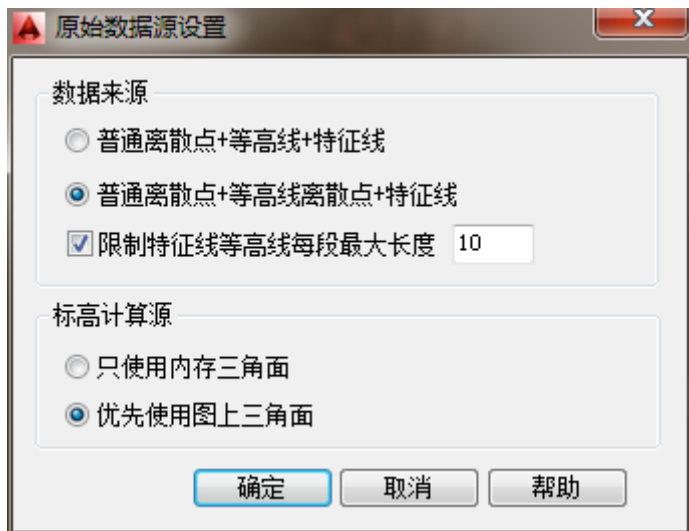 原始数据源设置
数据来源
普通离散点+等高线+特征线
普通离散点+等高线离散点+特征线
限制特征线等高线每段最大长度 10
标高计算源
只使用内存三角面
优先使用图上三角面
确定 取消 帮助